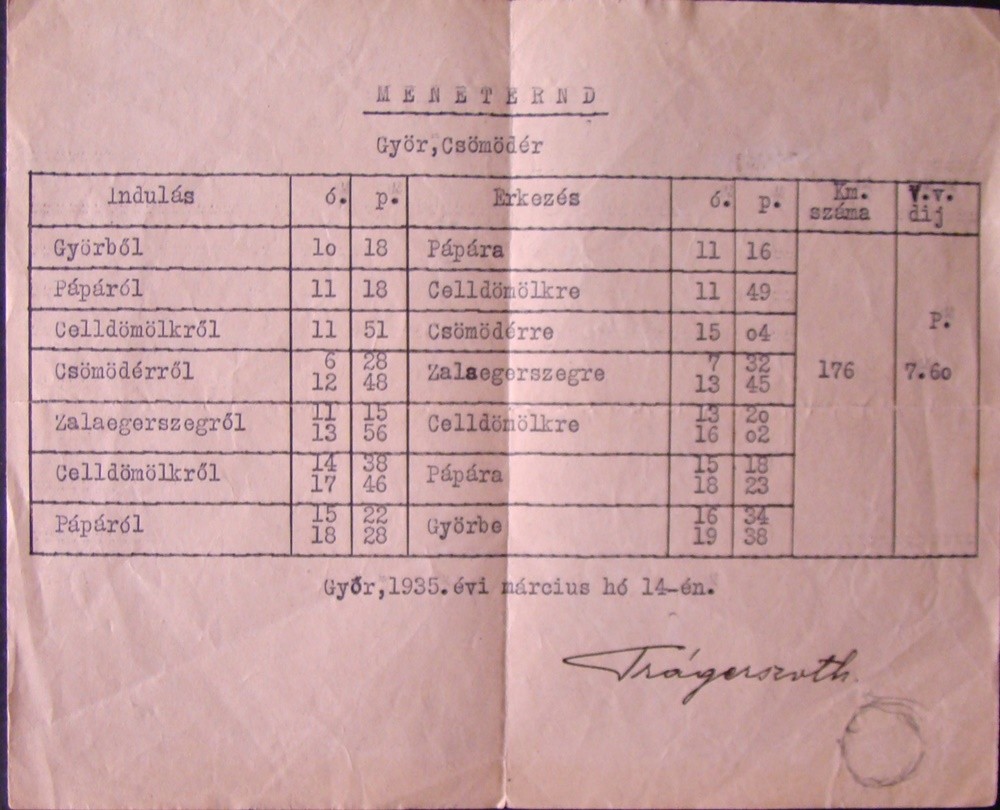 MENETERND
Györ,Csömödér
Indulás ó. p. Érkezés ó. p. Km. száma V.v. dij
Györből 1o 18 Pápára 11 16
Pápáról 11 18 Celldömölkre 11 49
Celldömölkről 11 51 Csömödérre 15 o4 P.
Csömödérről 6 28 Zalaegerszegre 7 32 176 7.6o
12 48 13 45
Zalaegerszegről 11 15 Celldömölkre 13 2o
13 56 16 o2
Celldömölkről 14 38 Pápára 15 18
17 46 18 23
Pápáról 15 22 Györbe 16 34
18 28 19 38
Győr,1935.évi március hó 14-én.